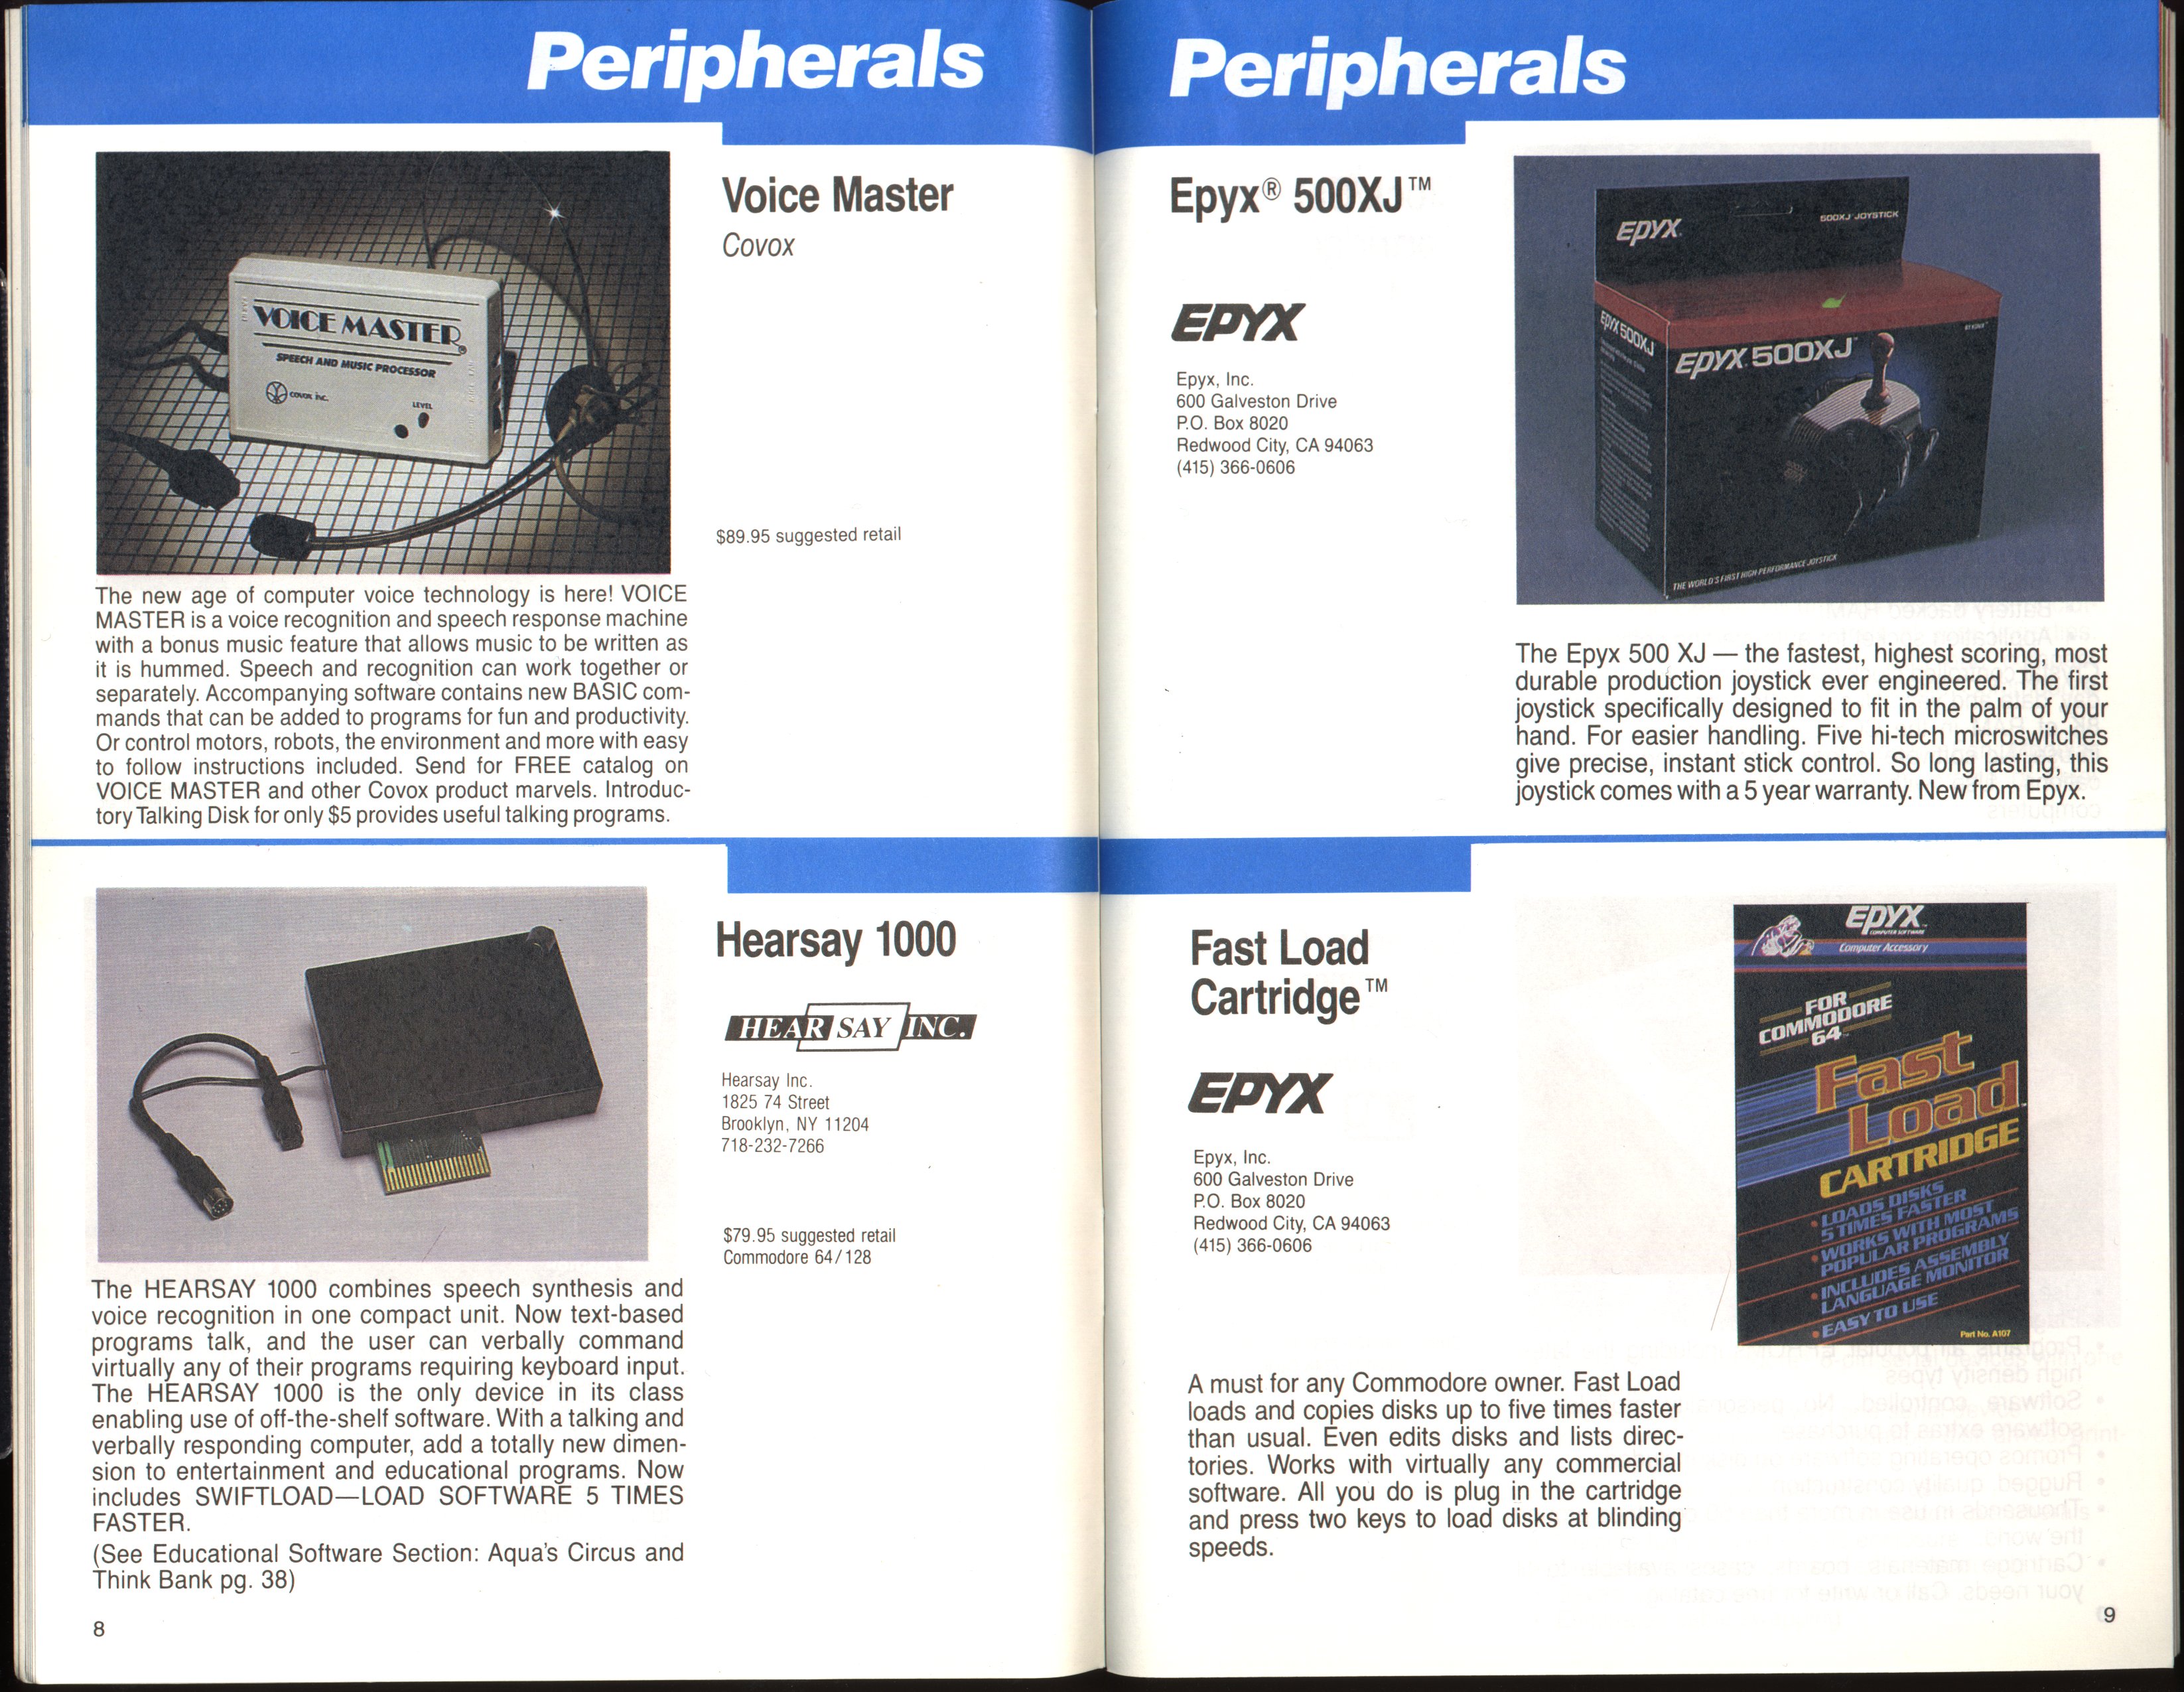 Peripherals
VOICE MASTER®
SPEECH AND MUSIC PROCESSOR
COVOX INC.
LEVEL
Voice Master
Covox
$89.95 suggested retail
The new age of computer voice technology is here! VOICE
MASTER is a voice recognition and speech response machine
with a bonus music feature that allows music to be written as
it is hummed. Speech and recognition can work together or
separately. Accompanying software contains new BASIC com-
mands that can be added to programs for fun and productivity.
Or control motors, robots, the environment and more with easy
to follow instructions included. Send for FREE catalog on
VOICE MASTER and other Covox product marvels. Introduc-
tory Talking Disk for only $5 provides useful talking programs.
Hearsay 1000
HEAR SAY INC.
Hearsay Inc.
1825 74 Street
Brooklyn, NY 11204
718-232-7266
$79.95 suggested retail
Commodore 64/128
The HEARSAY 1000 combines speech synthesis and
voice recognition in one compact unit. Now text-based
programs talk, and the user can verbally command
virtually any of their programs requiring keyboard input.
The HEARSAY 1000 is the only device in its class
enabling use of off-the-shelf software. With a talking and
verbally responding computer, add a totally new dimen-
sion to entertainment and educational programs. Now
includes SWIFTLOAD—LOAD SOFTWARE 5 TIMES
FASTER.
(See Educational Software Section: Aqua's Circus and
Think Bank pg. 38)
8
Peripherals
Epyx® 500XJ™
EPYX
Epyx, Inc.
600 Galveston Drive
P.O. Box 8020
Redwood City, CA 94063
(415) 366-0606
EPYX
500XJ JOYSTICK
EPYX 500XJ
EPYX 500XJ
THE WORLD'S FIRST HIGH PERFORMANCE JOYSTICK
The Epyx 500 XJ — the fastest, highest scoring, most
durable production joystick ever engineered. The first
joystick specifically designed to fit in the palm of your
hand. For easier handling. Five hi-tech microswitches
give precise, instant stick control. So long lasting, this
joystick comes with a 5 year warranty. New from Epyx.
Fast Load
Cartridge™
EPYX
Epyx, Inc.
600 Galveston Drive
P.O. Box 8020
Redwood City, CA 94063
(415) 366-0606
EPYX
COMPUTER SOFTWARE
Computer Accessory
FOR
COMMODORE
64
Fast
Load
CARTRIDGE
• LOADS DISKS
5 TIMES FASTER
• WORKS WITH MOST
POPULAR PROGRAMS
• INCLUDES ASSEMBLY
LANGUAGE MONITOR
• EASY TO USE
Part No. A107
A must for any Commodore owner. Fast Load
loads and copies disks up to five times faster
than usual. Even edits disks and lists direc-
tories. Works with virtually any commercial
software. All you do is plug in the cartridge
and press two keys to load disks at blinding
speeds.
9